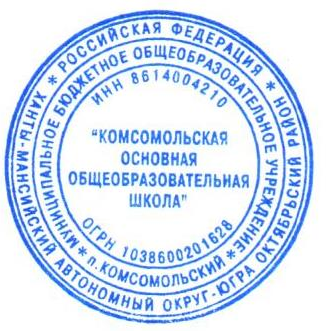 * РОССИЙСКАЯ ФЕДЕРАЦИЯ *
ХАНТЫ-МАНСИЙСКИЙ АВТОНОМНЫЙ ОКРУГ-ЮГРА ОКТЯБРЬСКИЙ РАЙОН
МУНИЦИПАЛЬНОЕ БЮДЖЕТНОЕ ОБЩЕОБРАЗОВАТЕЛЬНОЕ УЧРЕЖДЕНИЕ
* п.КОМСОМОЛЬСКИЙ *
ИНН 8614004210
"КОМСОМОЛЬСКАЯ
ОСНОВНАЯ
ОБЩЕОБРАЗОВАТЕЛЬНАЯ
ШКОЛА"
ОГРН 1038600201628